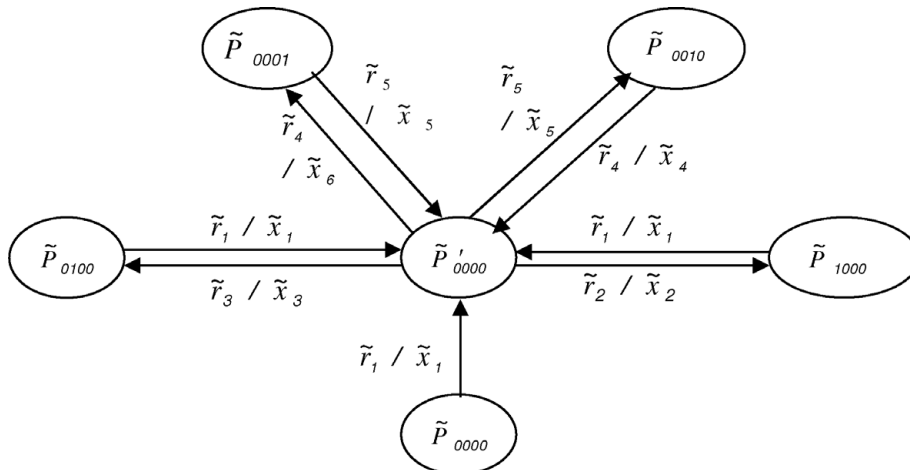 P̃ 0001
P̃ 0010
r̃ 5
/ x̃ 5
r̃ 5
/ x̃ 5
r̃ 4
/ x̃ 6
r̃ 4 / x̃ 4
r̃ 1 / x̃ 1
r̃ 1 / x̃ 1
P̃ 0100
P̃ ' 0000
P̃ 1000
r̃ 3 / x̃ 3
r̃ 2 / x̃ 2
r̃ 1 / x̃ 1
P̃ 0000